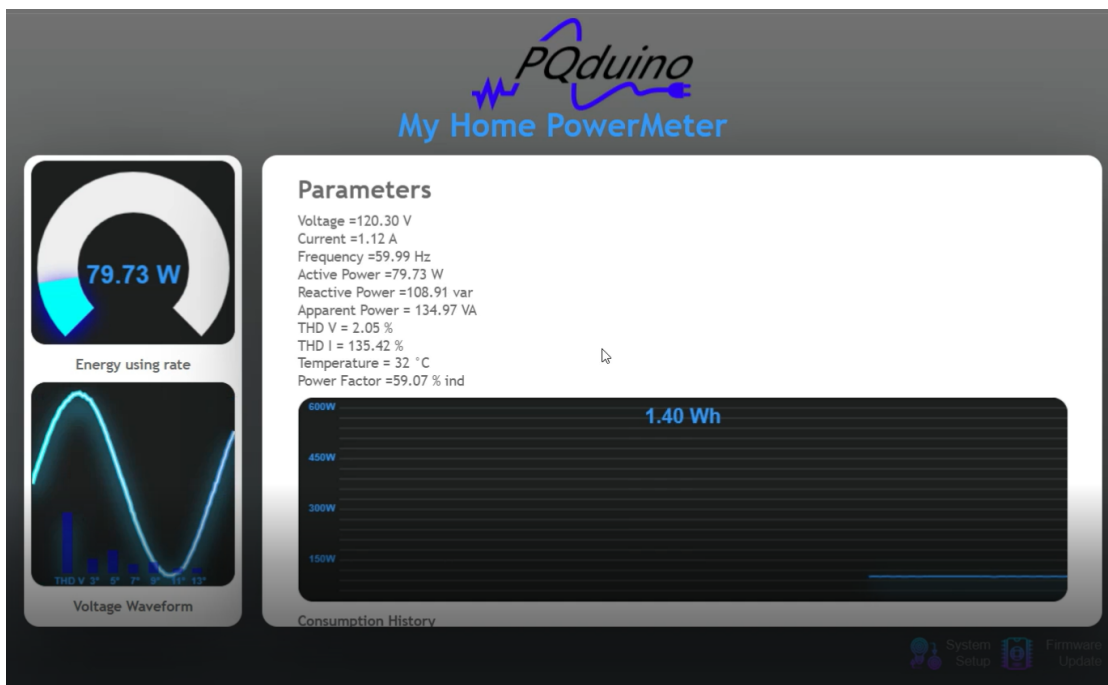 PQduino
My Home PowerMeter
79.73 W
Energy using rate
THD V 3° 5° 7° 9° 11° 13°
Voltage Waveform
Parameters
Voltage =120.30 V
Current =1.12 A
Frequency =59.99 Hz
Active Power =79.73 W
Reactive Power =108.91 var
Apparent Power = 134.97 VA
THD V = 2.05 %
THD I = 135.42 %
Temperature = 32 °C
Power Factor =59.07 % ind
600W
1.40 Wh
450W
300W
150W
Consumption History
System
Setup
Firmware
Update